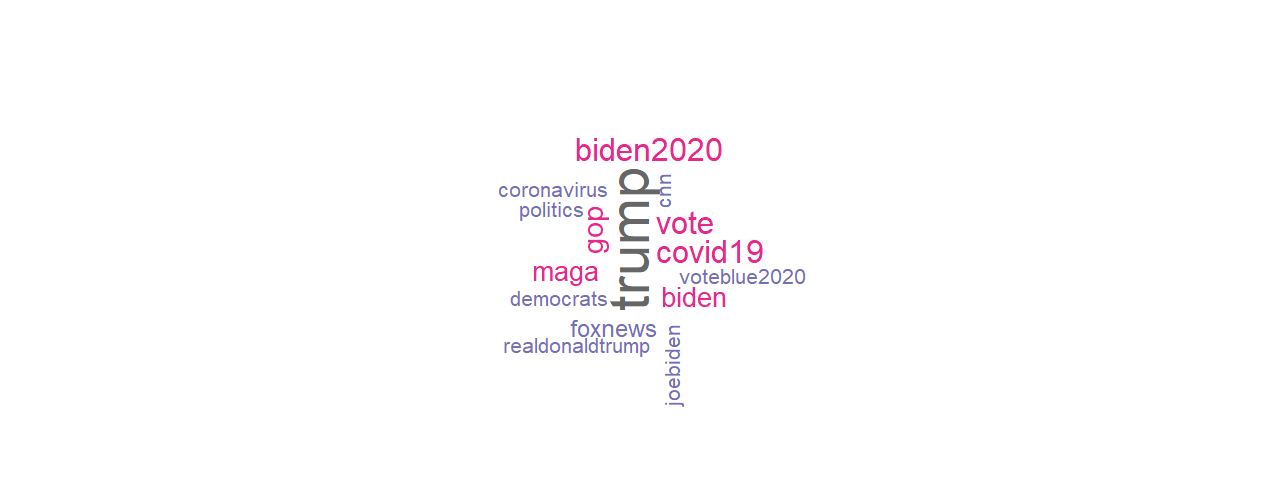 biden2020
coronavirus
cnn
politics
gop
trump
vote
covid19
maga
voteblue2020
democrats
biden
foxnews
realdonaldtrump
joebiden